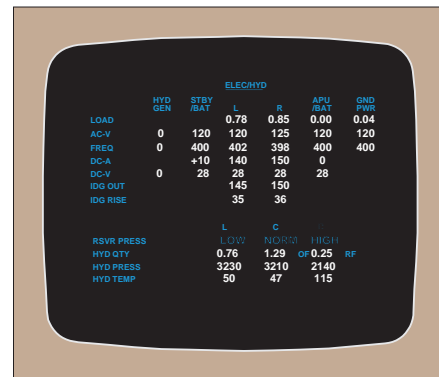 ELEC/HYD
HYD GEN STBY /BAT L R APU /BAT GND PWR
LOAD 0.78 0.85 0.00 0.04
AC-V 0 120 120 125 120 120
FREQ 0 400 402 398 400 400
DC-A +10 140 150 0
DC-V 0 28 28 28 28
IDG OUT 145 150
IDG RISE 35 36
L C
RSVR PRESS LOW NORM HIGH
HYD QTY 0.76 1.29 OF 0.25 RF
HYD PRESS 3230 3210 2140
HYD TEMP 50 47 115